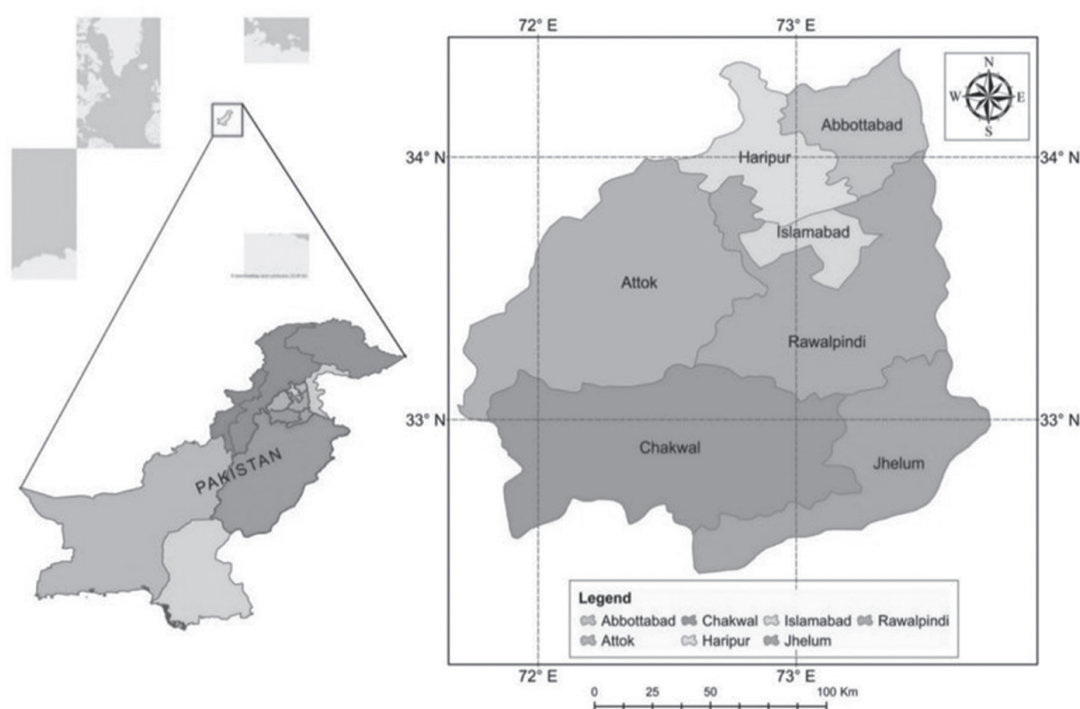 72° E 73° E
N
W E
S
Abbottabad
34° N Haripur 34° N
Islamabad
Attok
Rawalpindi
33° N 33° N
Chakwal
Jhelum
PAKISTAN
Legend
Abbottabad Chakwal Islamabad Rawalpindi
Attok Haripur Jhelum
72° E 73° E
0 25 50 100 Km